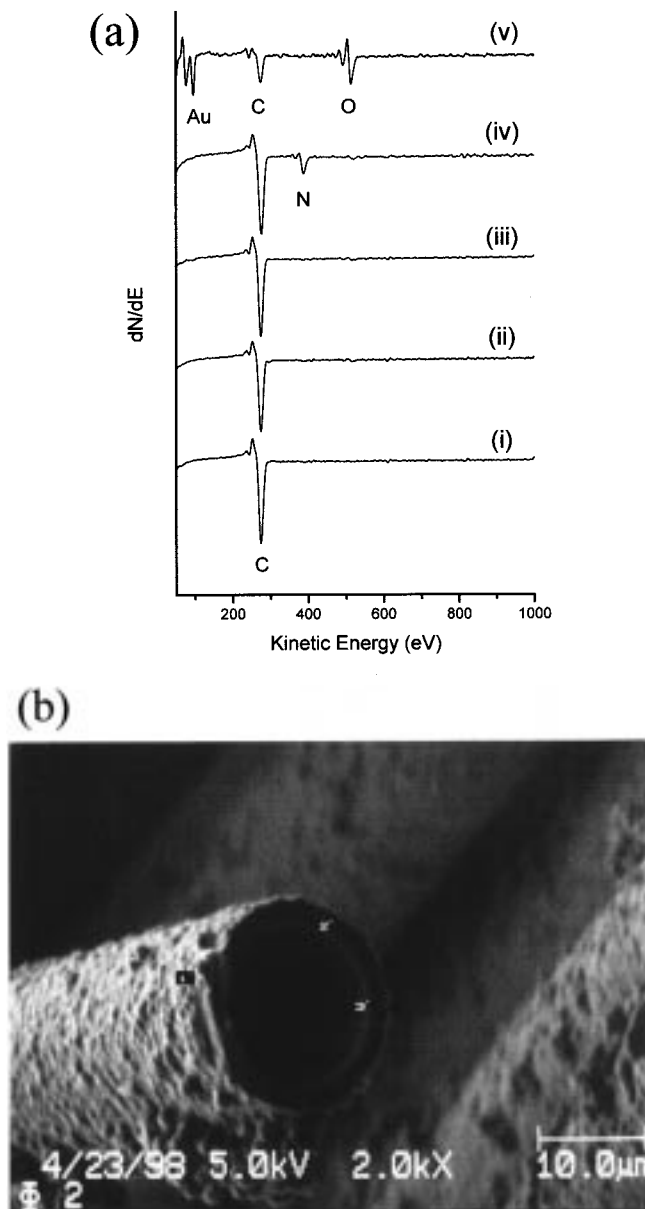 (a)
(v)
Au
C
O
(iv)
N
(iii)
(ii)
(i)
C
dN/dE
200
400
600
800
1000
Kinetic Energy (eV)
(b)
4/23/98 5.0kV 2.0kX 10.0µm
Φ 2